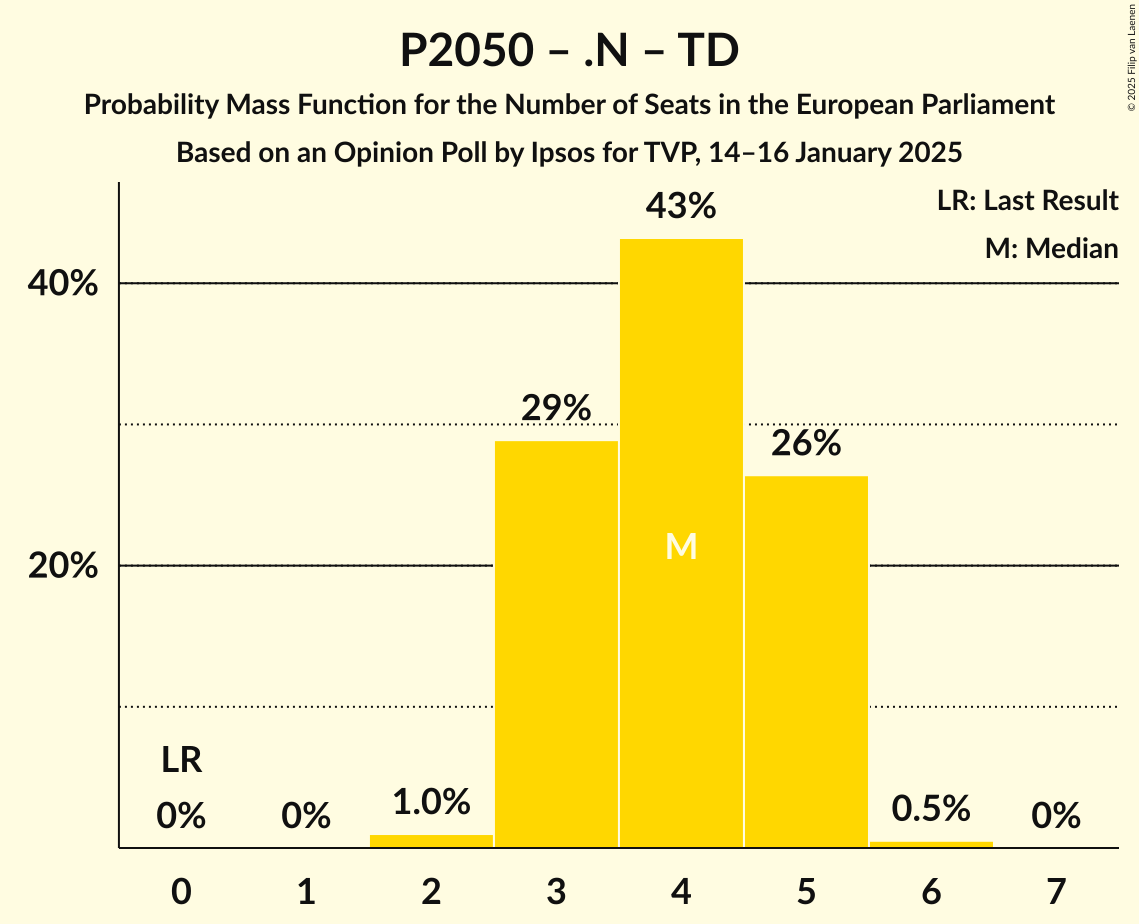 P2050 – .N – TD
Probability Mass Function for the Number of Seats in the European Parliament
Based on an Opinion Poll by Ipsos for TVP, 14–16 January 2025
© 2025 Filip van Laenen
LR: Last Result
M: Median
43%
40%
29%
26%
M
20%
LR
0%
0%
1.0%
0.5%
0%
0 1 2 3 4 5 6 7